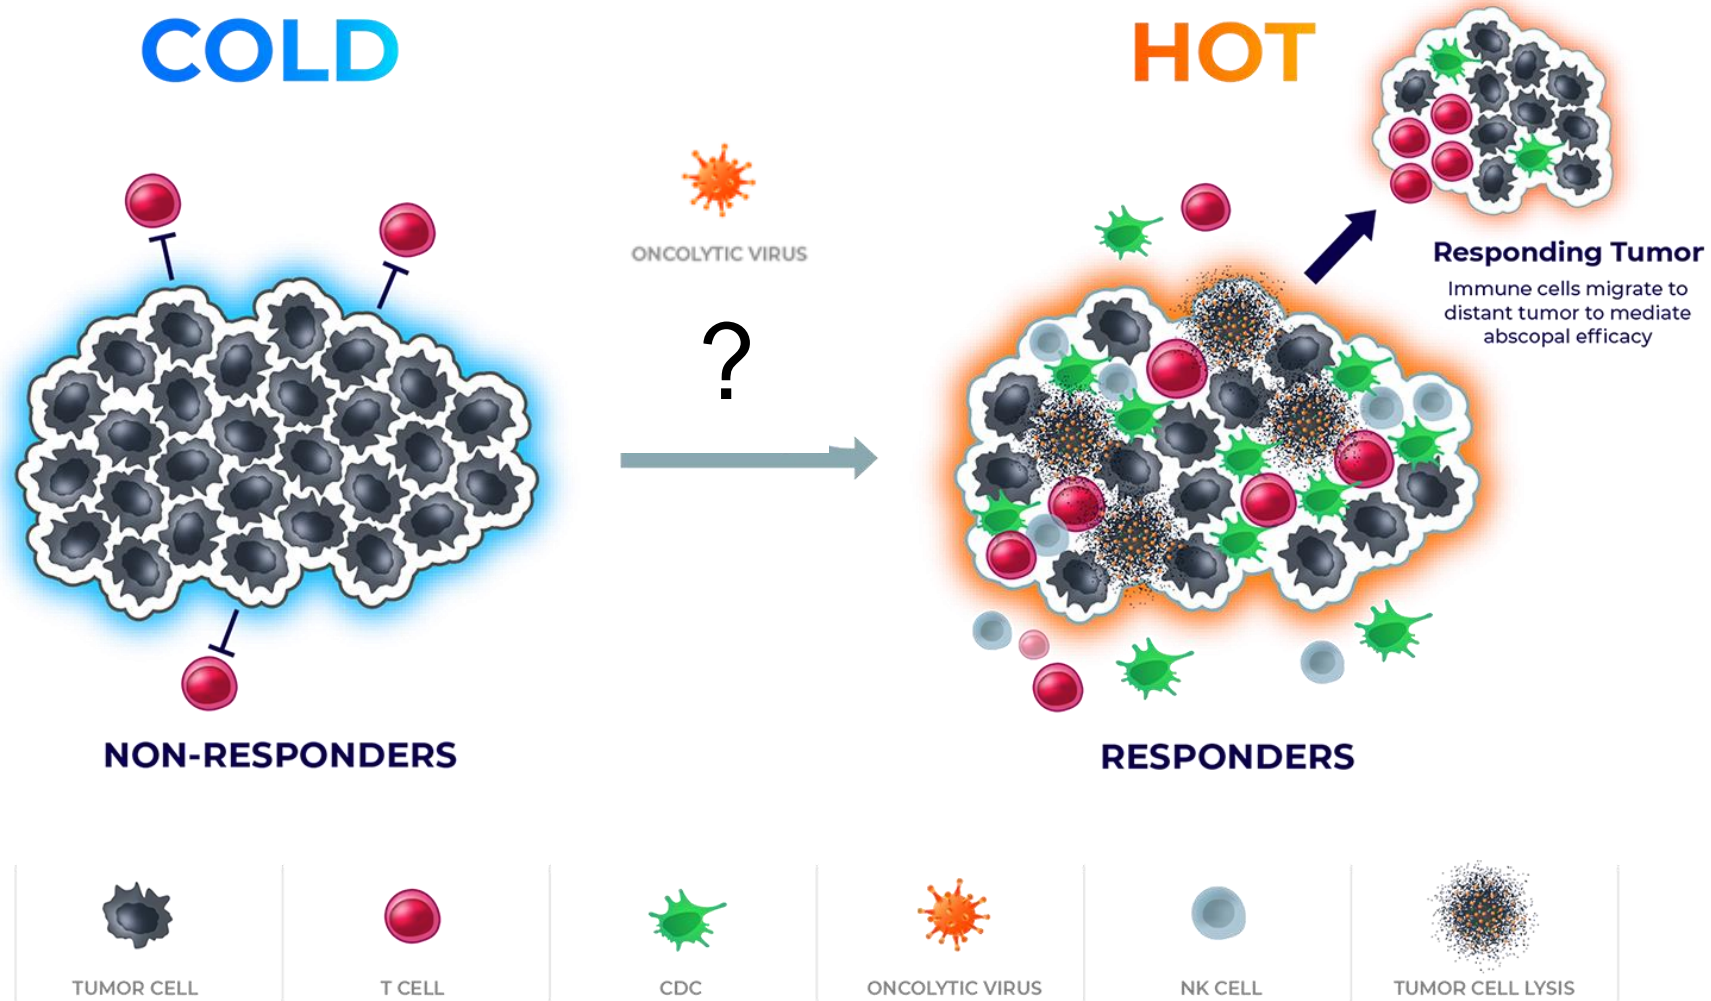 COLD
HOT
ONCOLYTIC VIRUS
?
Responding Tumor
Immune cells migrate to
distant tumor to mediate
abscopal efficacy
NON-RESPONDERS
RESPONDERS
TUMOR CELL
T CELL
CDC
ONCOLYTIC VIRUS
NK CELL
TUMOR CELL LYSIS